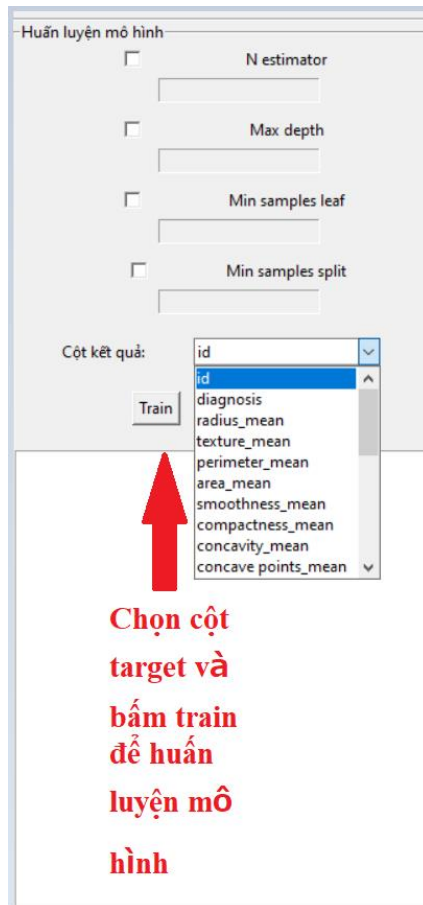 Huấn luyện mô hình
N estimator
Max depth
Min samples leaf
Min samples split
Cột kết quả:
id
id
diagnosis
radius_mean
texture_mean
perimeter_mean
area_mean
smoothness_mean
compactness_mean
concavity_mean
concave points_mean
Train
Chọn cột
target và
bấm train
để huấn
luyện mô
hình